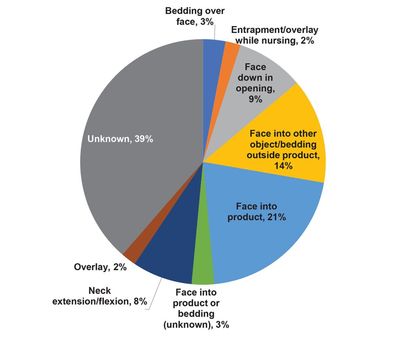 Bedding over
face, 3%
Entrapment/overlay
while nursing, 2%
Face
down in
opening,
9%
Face into other
object/bedding
outside product,
14%
Face into
product, 21%
Face into
product or
bedding
(unknown), 3%
Neck
extension/flexion, 8%
Overlay, 2%
Unknown, 39%